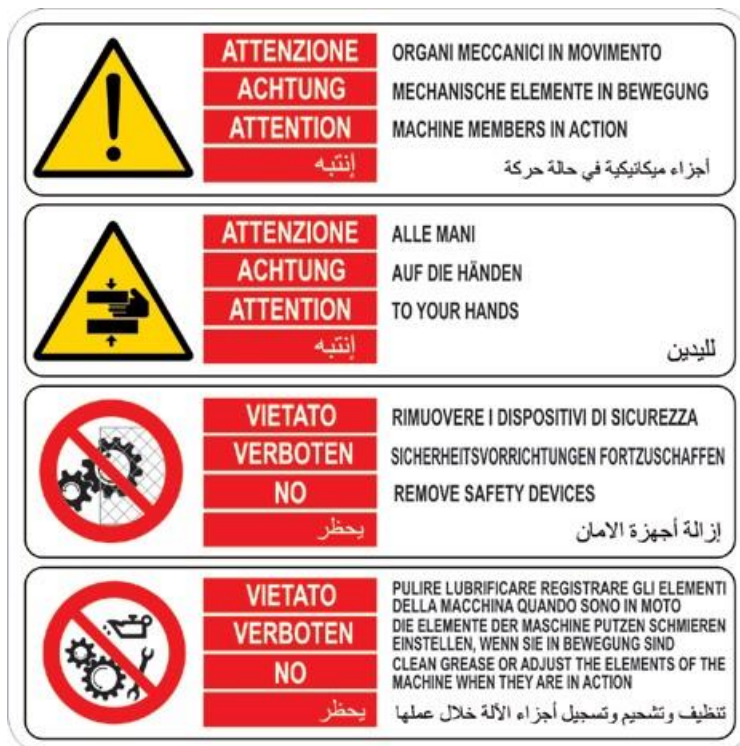 ATTENZIONE ORGANI MECCANICI IN MOVIMENTO
ACHTUNG MECHANISCHE ELEMENTE IN BEWEGUNG
ATTENTION MACHINE MEMBERS IN ACTION
إنتبه أجزاء ميكانيكية في حالة حركة
ATTENZIONE ALLE MANI
ACHTUNG AUF DIE HÄNDEN
ATTENTION TO YOUR HANDS
إنتبه لليدين
VIETATO RIMUOVERE I DISPOSITIVI DI SICUREZZA
VERBOTEN SICHERHEITSVORRICHTUNGEN FORTZUSCHAFFEN
NO REMOVE SAFETY DEVICES
يحظر إزالة أجهزة الامان
VIETATO PULIRE LUBRIFICARE REGISTRARE GLI ELEMENTI
DELLA MACCHINA QUANDO SONO IN MOTO
VERBOTEN DIE ELEMENTE DER MASCHINE PUTZEN SCHMIEREN
EINSTELLEN, WENN SIE IN BEWEGUNG SIND
NO CLEAN GREASE OR ADJUST THE ELEMENTS OF THE
MACHINE WHEN THEY ARE IN ACTION
يحظر تنظيف وتشحيم وتسجيل أجزاء الآلة خلال عملها